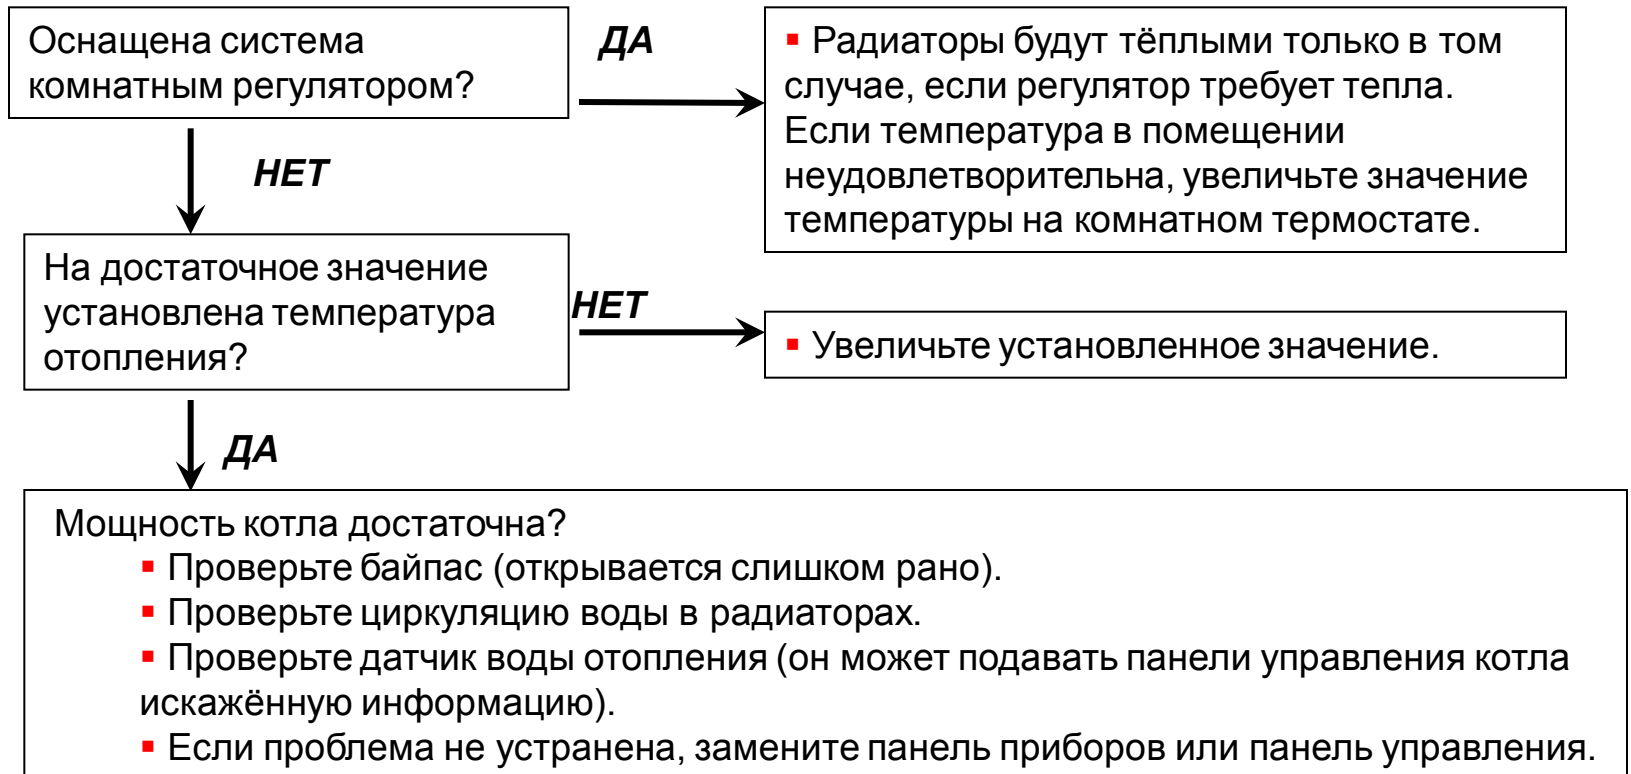 Оснащена система
комнатным регулятором?
ДА
▪ Радиаторы будут тёплыми только в том
случае, если регулятор требует тепла.
Если температура в помещении
неудовлетворительна, увеличьте значение
температуры на комнатном термостате.
НЕТ
На достаточное значение
установлена температура
отопления?
НЕТ
▪ Увеличьте установленное значение.
ДА
Мощность котла достаточна?
▪ Проверьте байпас (открывается слишком рано).
▪ Проверьте циркуляцию воды в радиаторах.
▪ Проверьте датчик воды отопления (он может подавать панели управления котла
искажённую информацию).
▪ Если проблема не устранена, замените панель приборов или панель управления.